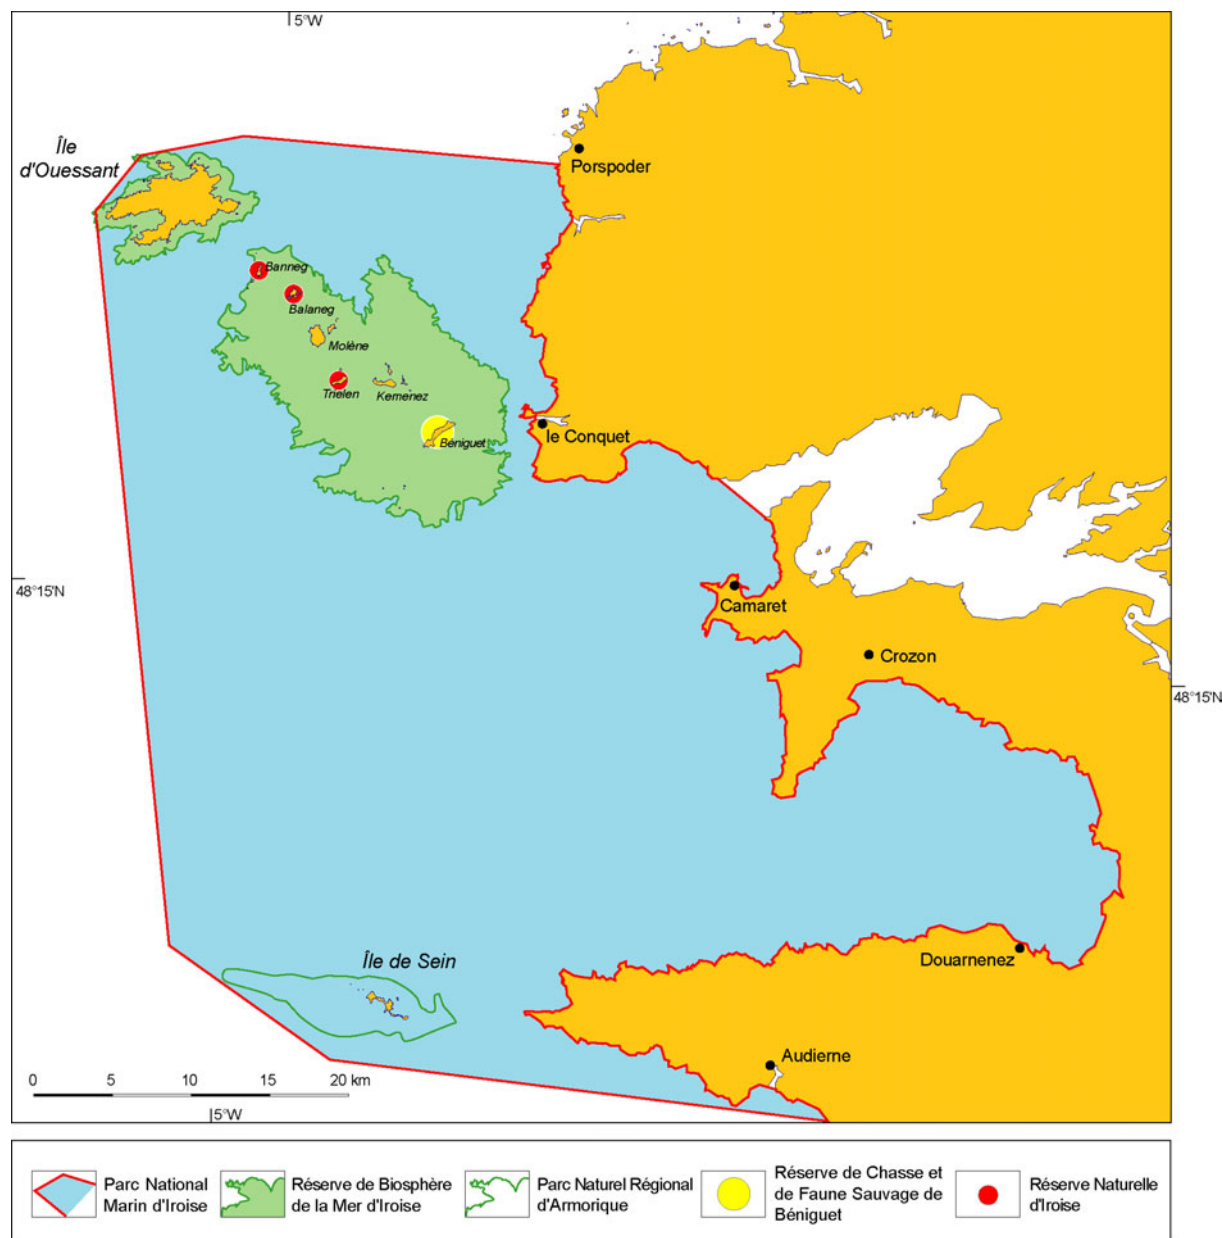 5°W
Île
d'Ouessant
Porspoder
Banneg
Balaneg
Molène
Trielen
Kemenez
Béniguet
le Conquet
48°15'N
Camaret
Crozon
48°15'N
Île de Sein
Douarnenez
Audierne
0 5 10 15 20 km
5°W
Parc National
Marin d'Iroise
Réserve de Biosphère
de la Mer d'Iroise
Parc Naturel Régional
d'Armorique
Réserve de Chasse et
de Faune Sauvage de
Béniguet
Réserve Naturelle
d'Iroise